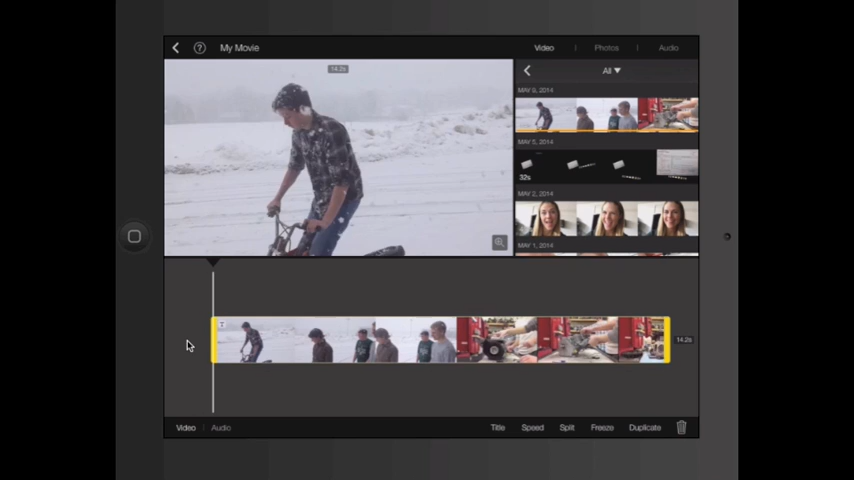 ? My Movie Video Photos Audio
14.2s
All ▼
MAY 6, 2014
MAY 5, 2014
32s
MAY 2, 2014
MAY 1, 2014
T
14.2s
Video Audio Title Speed Split Freeze Duplicate